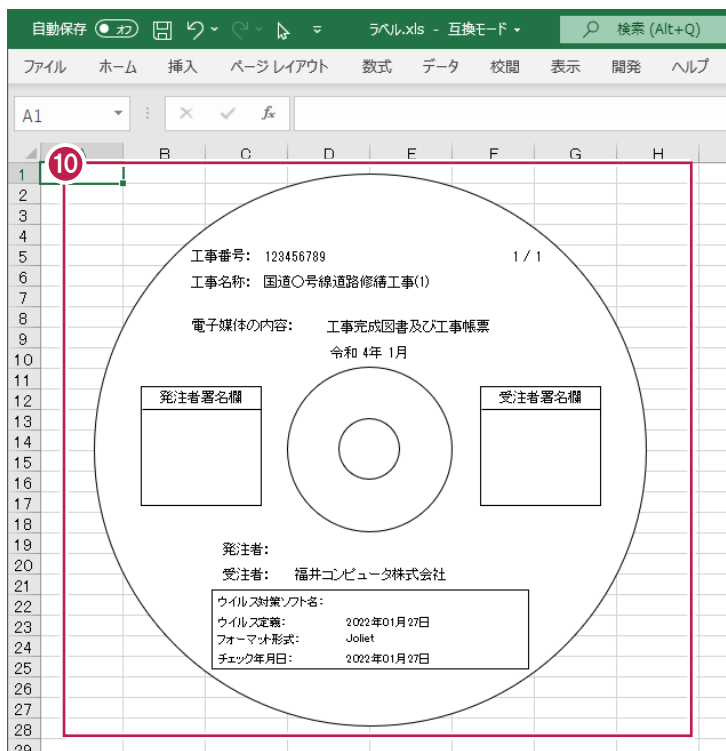 自動保存 オフ ラベル.xls - 互換モード 検索 (Alt+Q)
ファイル ホーム 挿入 ページ レイアウト 数式 データ 校閲 表示 開発 ヘルプ
A1 fx
10
A B C D E F G H
1
2
3
4
5
6
7
8
9
10
11
12
13
14
15
16
17
18
19
20
21
22
23
24
25
26
27
28
29
工事番号: 123456789 1 / 1
工事名称: 国道〇号線道路修繕工事(1)
電子媒体の内容: 工事完成図書及び工事帳票
令和 4年 1月
発注者署名欄 受注者署名欄
発注者:
受注者: 福井コンピュータ株式会社
ウイルス対策ソフト名:
ウイルス定義: 2022年01月27日
フォーマット形式: Joliet
チェック年月日: 2022年01月27日